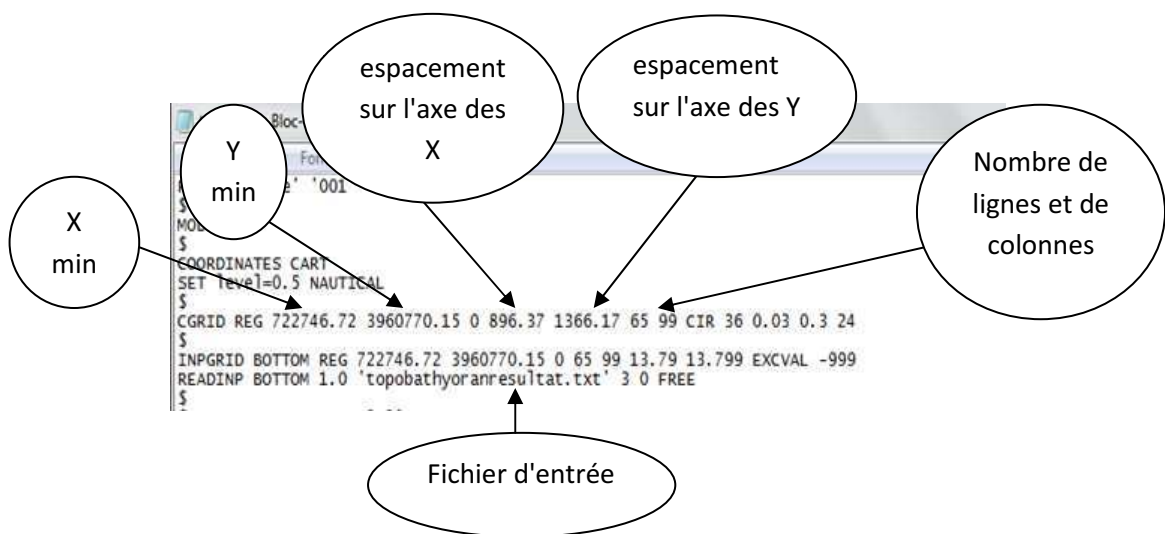 espacement
sur l'axe des
X
espacement
sur l'axe des Y
Nombre de
lignes et de
colonnes
Y
min
X
min
Bloc-
'001
$
$
COORDINATES CART
SET level=0.5 NAUTICAL
$
CGRID REG 722746.72 3960770.15 0 896.37 1366.17 65 99 CIR 36 0.03 0.3 24
$
INPGRID BOTTOM REG 722746.72 3960770.15 0 65 99 13.79 13.799 EXCVAL -999
READINP BOTTOM 1.0 'topobathyoranresultat.txt' 3 0 FREE
$
Fichier d'entrée